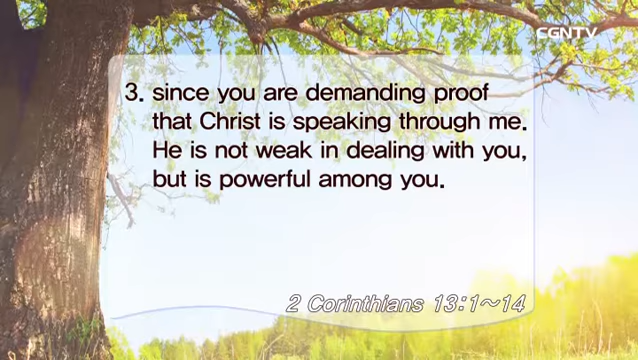 CGNTV
3. since you are demanding proof
that Christ is speaking through me.
He is not weak in dealing with you,
but is powerful among you.
2 Corinthians 13:1~14